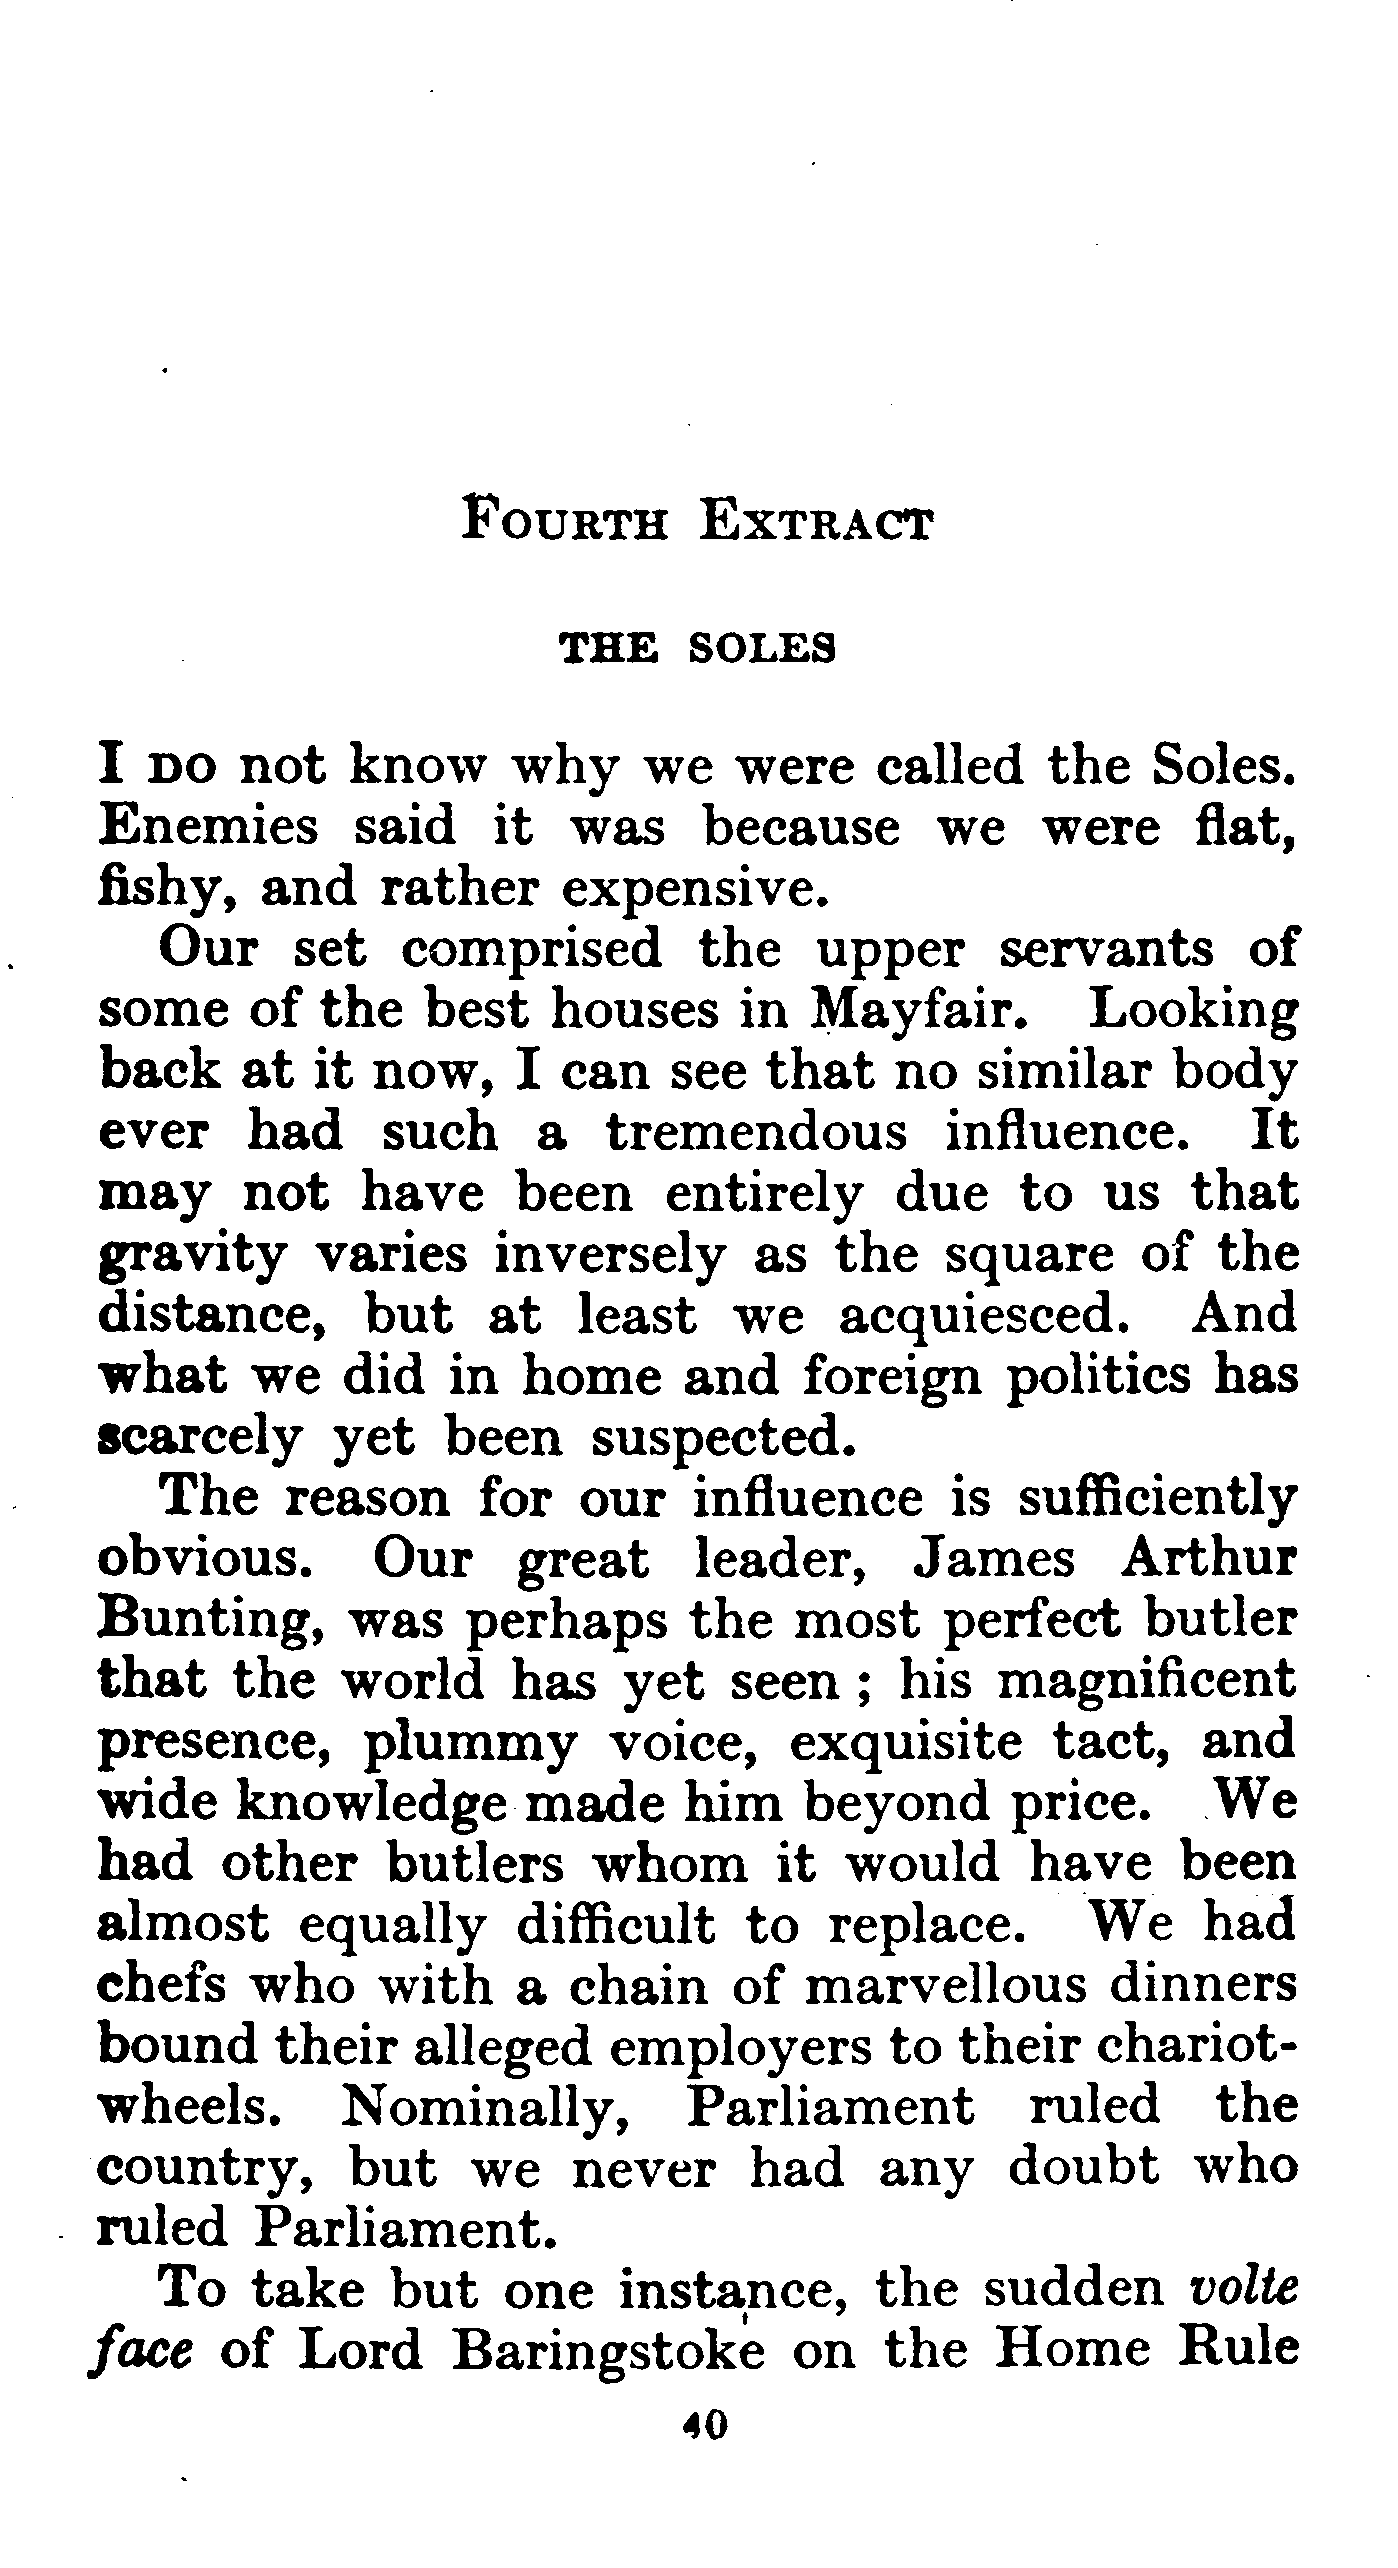 Fourth Extract
THE SOLES
I DO not know why we were called the Soles.
Enemies said it was because we were flat,
fishy, and rather expensive.
Our set comprised the upper servants of
some of the best houses in Mayfair. Looking
back at it now, I can see that no similar body
ever had such a tremendous influence. It
may not have been entirely due to us that
gravity varies inversely as the square of the
distance, but at least we acquiesced. And
what we did in home and foreign politics has
scarcely yet been suspected.
The reason for our influence is sufficiently
obvious. Our great leader, James Arthur
Bunting, was perhaps the most perfect butler
that the world has yet seen ; his magnificent
presence, plummy voice, exquisite tact, and
wide knowledge made him beyond price. We
had other butlers whom it would have been
almost equally difficult to replace. We had
chefs who with a chain of marvellous dinners
bound their alleged employers to their chariot-
wheels. Nominally, Parliament ruled the
country, but we never had any doubt who
ruled Parliament.
To take but one instance, the sudden volte
face of Lord Baringstoke on the Home Rule
40